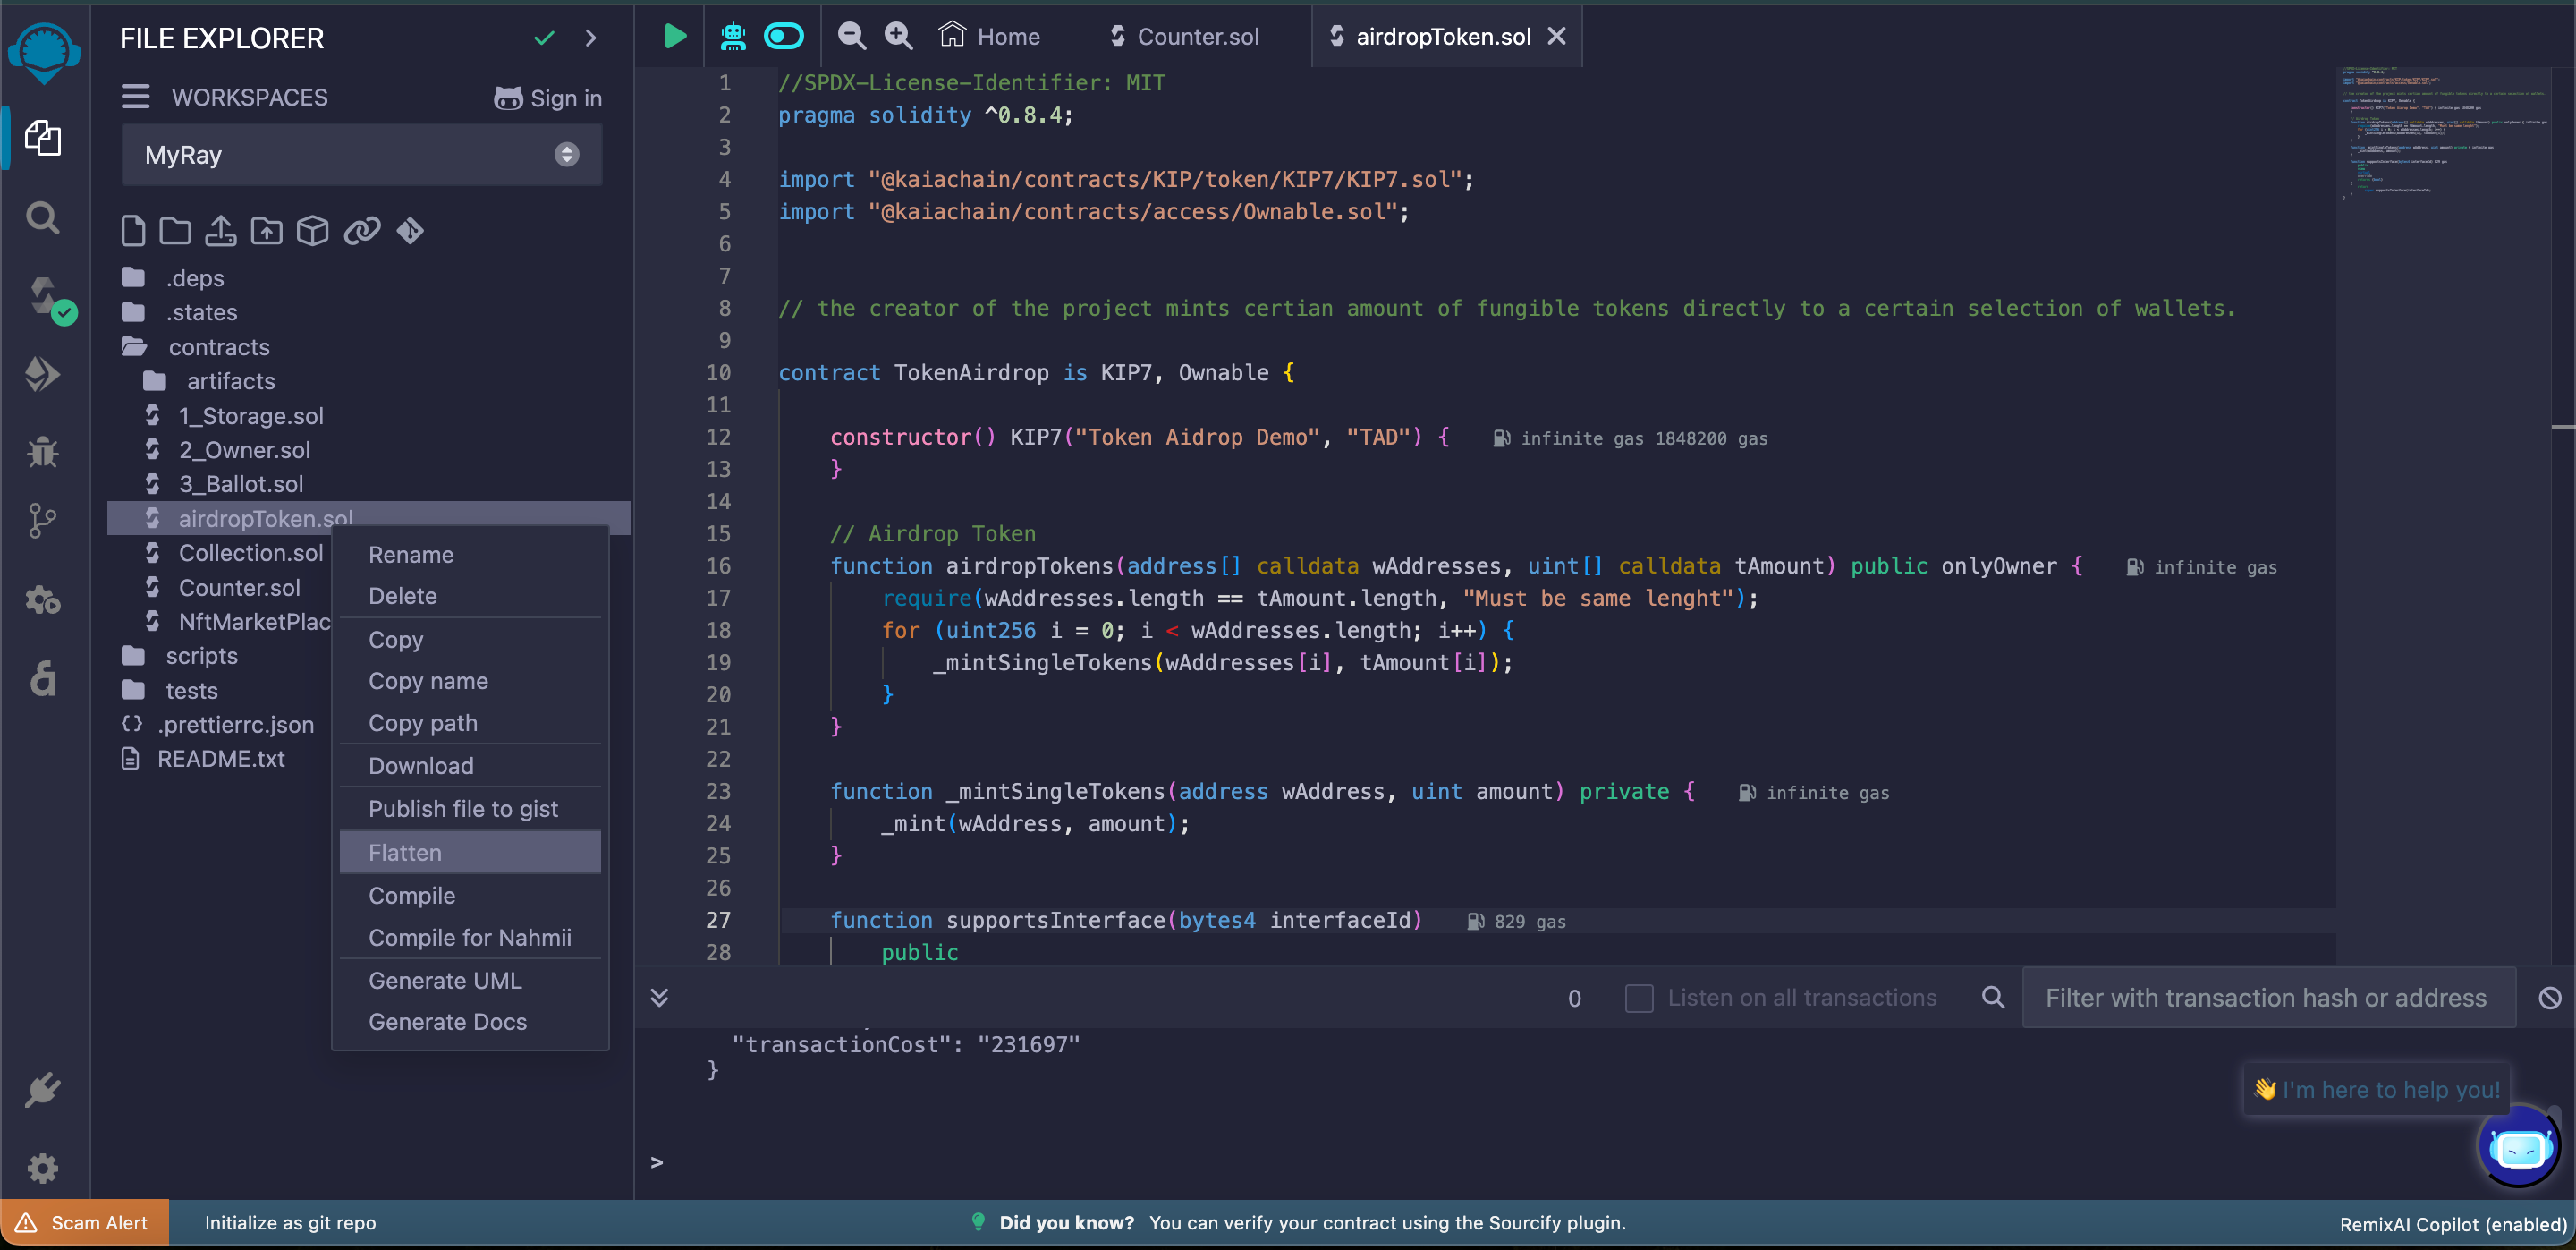 FILE EXPLORER
WORKSPACES
Sign in
MyRay
.deps
.states
contracts
artifacts
1_Storage.sol
2_Owner.sol
3_Ballot.sol
airdropToken.sol
Collection.sol
Counter.sol
NftMarketPlac
scripts
tests
.prettierrc.json
README.txt
Rename
Delete
Copy
Copy name
Copy path
Download
Publish file to gist
Flatten
Compile
Compile for Nahmii
Generate UML
Generate Docs
Home
Counter.sol
airdropToken.sol
1 //SPDX-License-Identifier: MIT
2 pragma solidity ^0.8.4;
3
4 import "@kaiachain/contracts/KIP/token/KIP7/KIP7.sol";
5 import "@kaiachain/contracts/access/Ownable.sol";
6
7
8 // the creator of the project mints certian amount of fungible tokens directly to a certain selection of wallets.
9
10 contract TokenAirdrop is KIP7, Ownable {
11
12 constructor() KIP7("Token Aidrop Demo", "TAD") { infinite gas 1848200 gas
13 }
14
15 // Airdrop Token
16 function airdropTokens(address[] calldata wAddresses, uint[] calldata tAmount) public onlyOwner { infinite gas
17 require(wAddresses.length == tAmount.length, "Must be same lenght");
18 for (uint256 i = 0; i < wAddresses.length; i++) {
19 _mintSingleTokens(wAddresses[i], tAmount[i]);
20 }
21 }
22
23 function _mintSingleTokens(address wAddress, uint amount) private { infinite gas
24 _mint(wAddress, amount);
25 }
26
27 function supportsInterface(bytes4 interfaceId) 829 gas
28 public
0
Listen on all transactions
Filter with transaction hash or address
"transactionCost": "231697"
}
>
👋 I'm here to help you!
Scam Alert
Initialize as git repo
Did you know? You can verify your contract using the Sourcify plugin.
RemixAI Copilot (enabled)